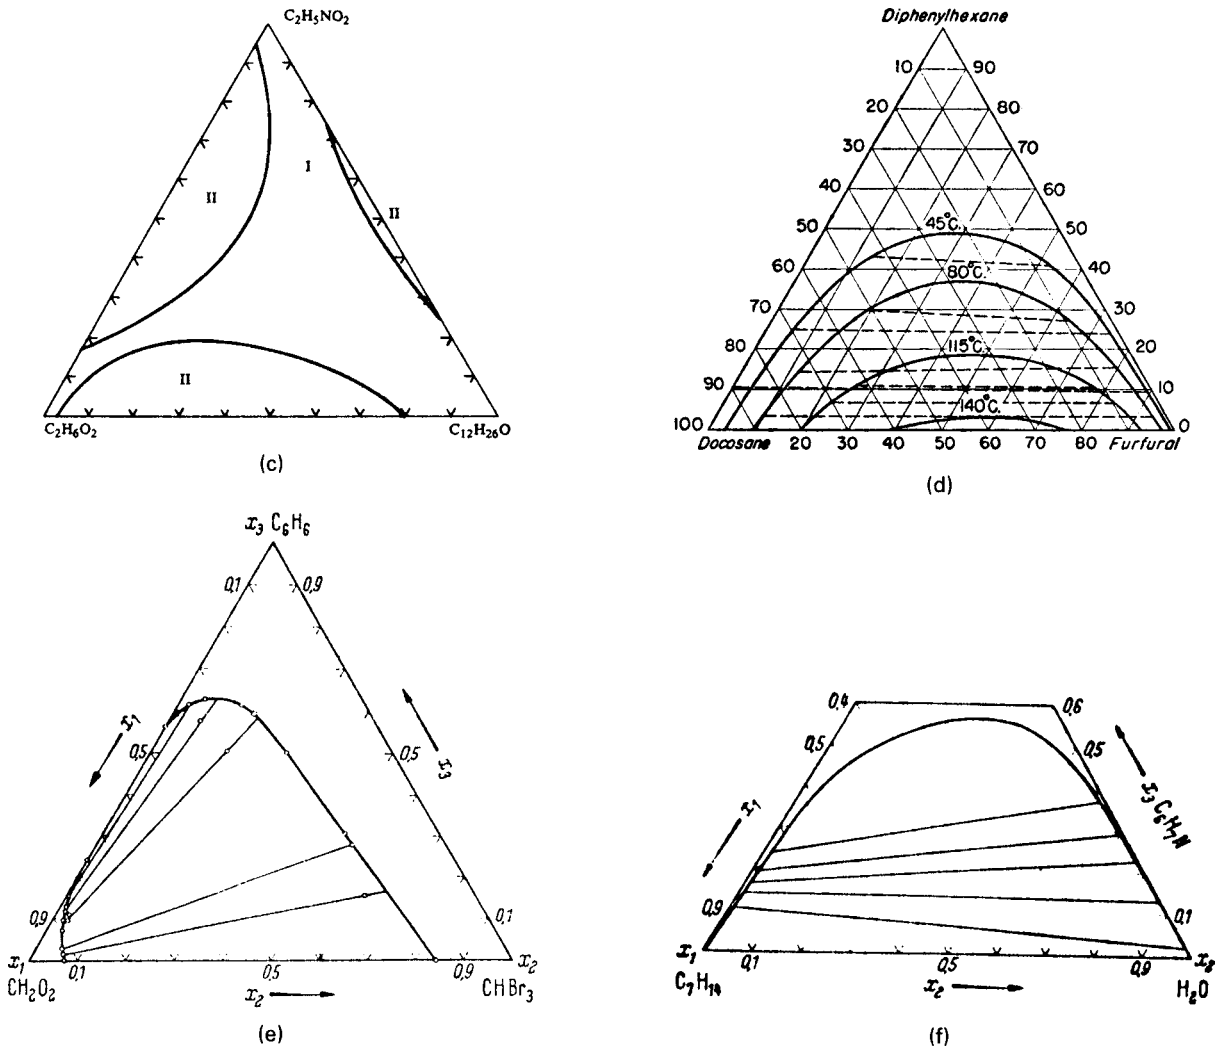 C₂H₅NO₂
I
II
II
II
C₂H₆O₂
C₁₂H₂₆O
(c)
Diphenylhexane
10 90
20 80
30 70
40 60
50 50
45°C.
60 40
80°C.
70 30
115°C.
80 20
90 10
140°C.
100 0
Docosane 20 30 40 50 60 70 80 Furfural
(d)
x₃ C₆H₆
0,1 0,9
x₁
0,5 0,5
x₃
0,9 0,1
x₁ 0,1 0,5 0,9 x₂
CH₂O₂ x₂ CHBr₃
(e)
0,4 0,6
0,5 0,5
x₁
x₃ C₆H₇N
0,9 0,1
x₁ 0,1 0,5 0,9 x₂
C₇H₁₄ x₂ H₂O
(f)